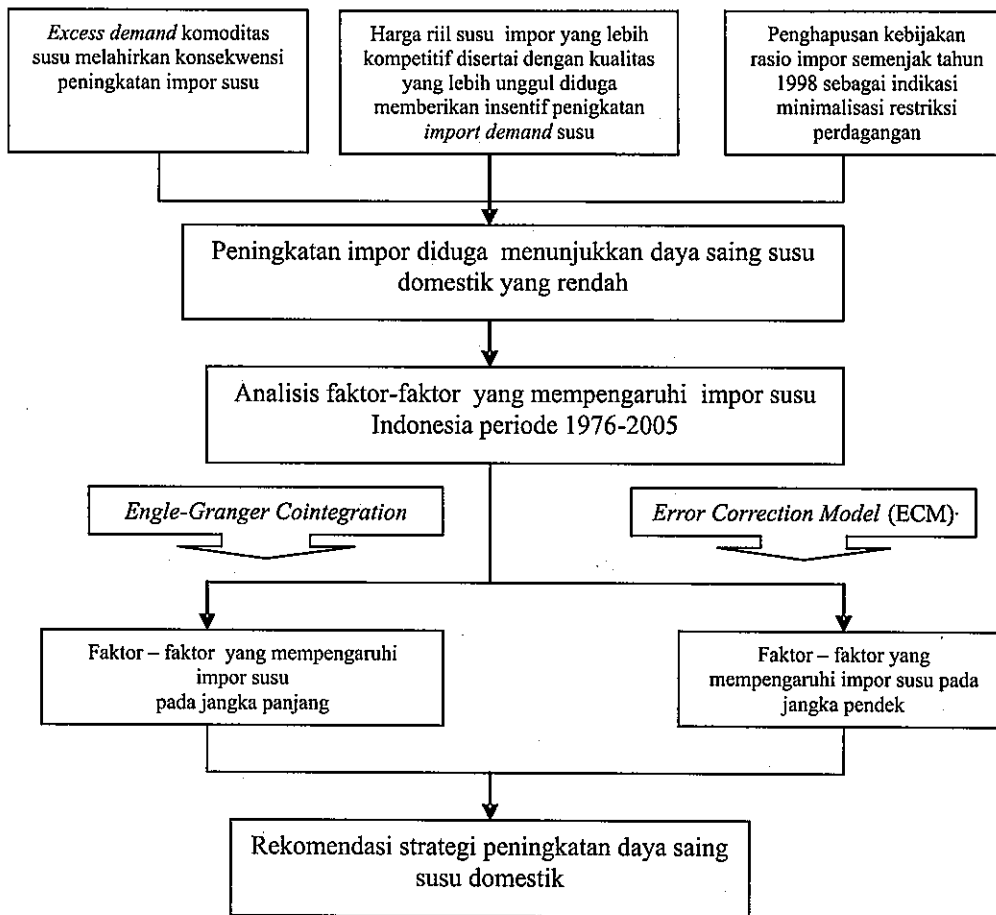 Excess demand komoditas
susu melahirkan konsekwensi
peningkatan impor susu
Harga riil susu impor yang lebih
kompetitif disertai dengan kualitas
yang lebih unggul diduga
memberikan insentif penigkatan
import demand susu
Penghapusan kebijakan
rasio impor semenjak tahun
1998 sebagai indikasi
minimalisasi restriksi
perdagangan
Peningkatan impor diduga menunjukkan daya saing susu
domestik yang rendah
Analisis faktor-faktor yang mempengaruhi impor susu
Indonesia periode 1976-2005
Engle-Granger Cointegration
Error Correction Model (ECM)
Faktor – faktor yang mempengaruhi
impor susu
pada jangka panjang
Faktor – faktor yang
mempengaruhi impor susu pada
jangka pendek
Rekomendasi strategi peningkatan daya saing
susu domestik